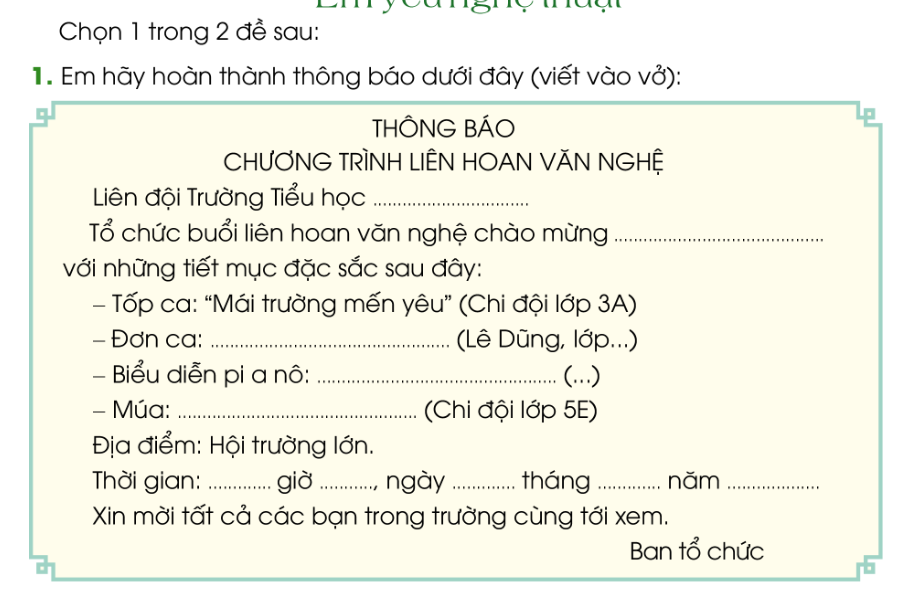 Em yêu nghệ thuật
Chọn 1 trong 2 đề sau:
1. Em hãy hoàn thành thông báo dưới đây (viết vào vở):
THÔNG BÁO
CHƯƠNG TRÌNH LIÊN HOAN VĂN NGHỆ
Liên đội Trường Tiểu học ................................
Tổ chức buổi liên hoan văn nghệ chào mừng ...........................................
với những tiết mục đặc sắc sau đây:
– Tốp ca: “Mái trường mến yêu” (Chi đội lớp 3A)
– Đơn ca: ................................................. (Lê Dũng, lớp...)
– Biểu diễn pi a nô: ................................................. (...)
– Múa: ................................................. (Chi đội lớp 5E)
Địa điểm: Hội trường lớn.
Thời gian: ............. giờ ..........., ngày ............. tháng ............. năm ...................
Xin mời tất cả các bạn trong trường cùng tới xem.
Ban tổ chức